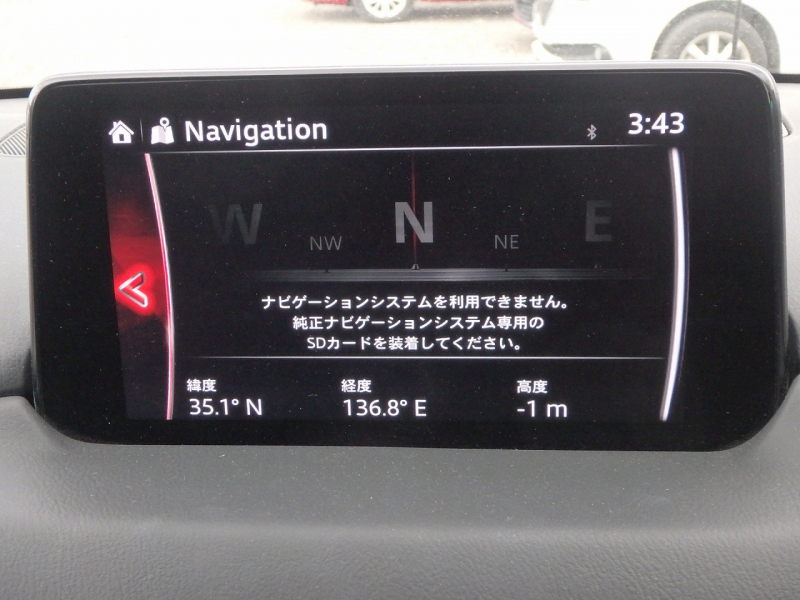 Navigation
3:43
W NW N NE E
ナビゲーションシステムを利用できません。
純正ナビゲーションシステム専用の
SDカードを装着してください。
緯度 経度 高度
35.1° N 136.8° E -1 m